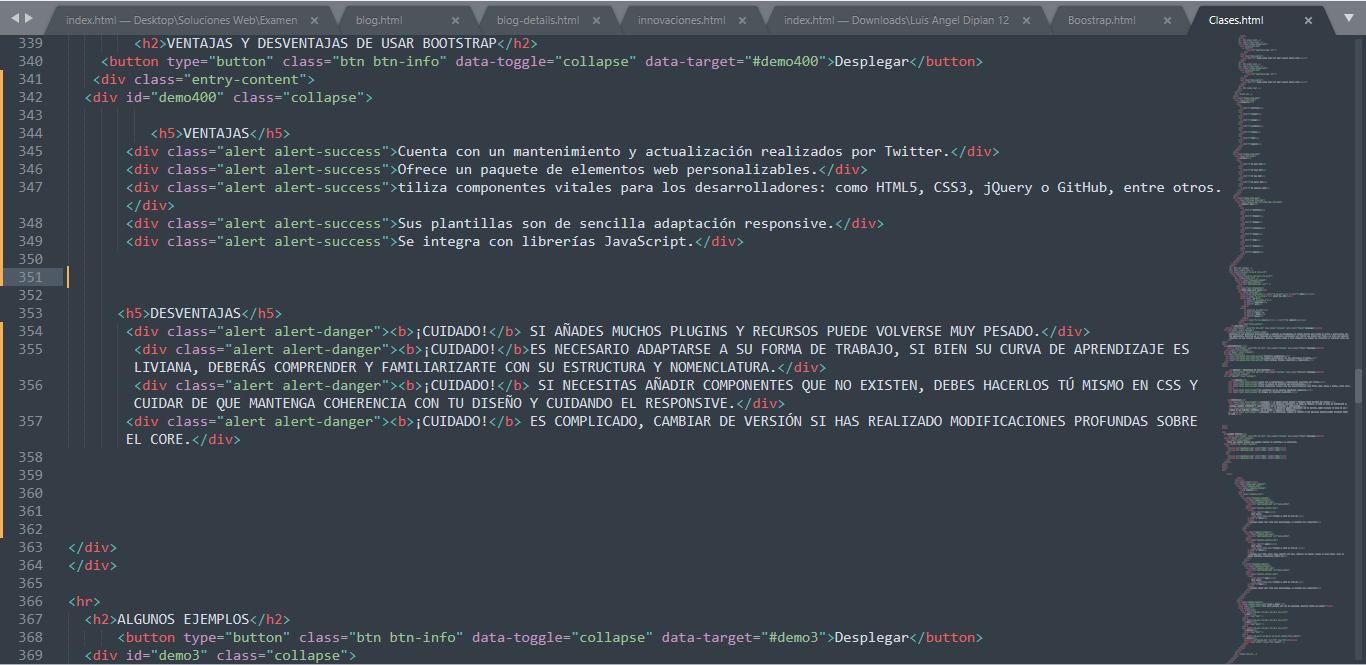 index.html — Desktop\Soluciones Web\Examen × blog.html × blog-details.html × innovaciones.html × index.html — Downloads\Luis Angel Diplan 12 × Boostrap.html × Clases.html ×
339 <h2>VENTAJAS Y DESVENTAJAS DE USAR BOOTSTRAP</h2>
340 <button type="button" class="btn btn-info" data-toggle="collapse" data-target="#demo400">Desplegar</button>
341 <div class="entry-content">
342 <div id="demo400" class="collapse">
343
344 <h5>VENTAJAS</h5>
345 <div class="alert alert-success">Cuenta con un mantenimiento y actualización realizados por Twitter.</div>
346 <div class="alert alert-success">Ofrece un paquete de elementos web personalizables.</div>
347 <div class="alert alert-success">tiliza componentes vitales para los desarrolladores: como HTML5, CSS3, jQuery o GitHub, entre otros.
</div>
348 <div class="alert alert-success">Sus plantillas son de sencilla adaptación responsive.</div>
349 <div class="alert alert-success">Se integra con librerías JavaScript.</div>
350
351
352
353 <h5>DESVENTAJAS</h5>
354 <div class="alert alert-danger"><b>¡CUIDADO!</b> SI AÑADES MUCHOS PLUGINS Y RECURSOS PUEDE VOLVERSE MUY PESADO.</div>
355 <div class="alert alert-danger"><b>¡CUIDADO!</b>ES NECESARIO ADAPTARSE A SU FORMA DE TRABAJO, SI BIEN SU CURVA DE APRENDIZAJE ES
LIVIANA, DEBERÁS COMPRENDER Y FAMILIARIZARTE CON SU ESTRUCTURA Y NOMENCLATURA.</div>
356 <div class="alert alert-danger"><b>¡CUIDADO!</b> SI NECESITAS AÑADIR COMPONENTES QUE NO EXISTEN, DEBES HACERLOS TÚ MISMO EN CSS Y
CUIDAR DE QUE MANTENGA COHERENCIA CON TU DISEÑO Y CUIDANDO EL RESPONSIVE.</div>
357 <div class="alert alert-danger"><b>¡CUIDADO!</b> ES COMPLICADO, CAMBIAR DE VERSIÓN SI HAS REALIZADO MODIFICACIONES PROFUNDAS SOBRE
EL CORE.</div>
358
359
360
361
362
363 </div>
364 </div>
365
366 <hr>
367 <h2>ALGUNOS EJEMPLOS</h2>
368 <button type="button" class="btn btn-info" data-toggle="collapse" data-target="#demo3">Desplegar</button>
369 <div id="demo3" class="collapse">